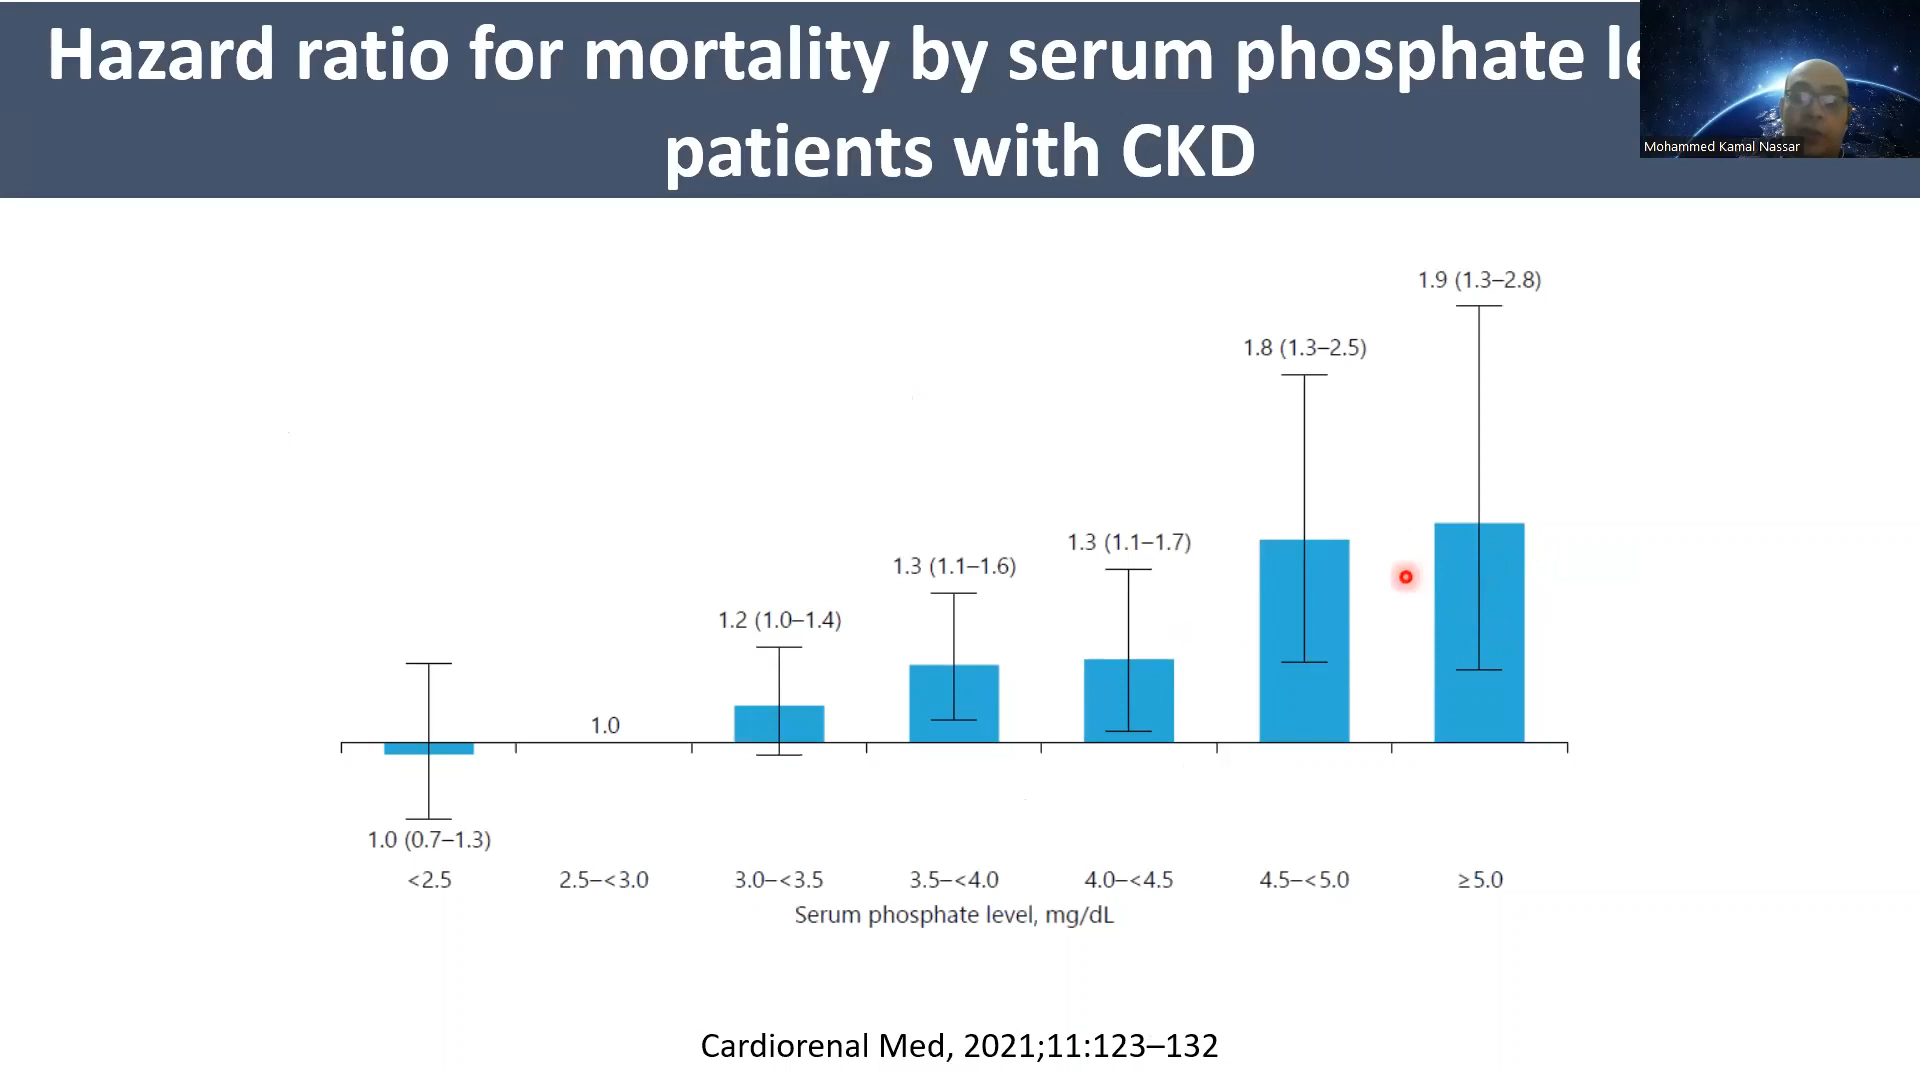 Hazard ratio for mortality by serum phosphate
patients with CKD
Mohammed Kamal Nassar
1.9 (1.3–2.8)
1.8 (1.3–2.5)
1.3 (1.1–1.7)
1.3 (1.1–1.6)
1.2 (1.0–1.4)
1.0
1.0 (0.7–1.3)
<2.5 2.5–<3.0 3.0–<3.5 3.5–<4.0 4.0–<4.5 4.5–<5.0 ≥5.0
Serum phosphate level, mg/dL
Cardiorenal Med, 2021;11:123–132